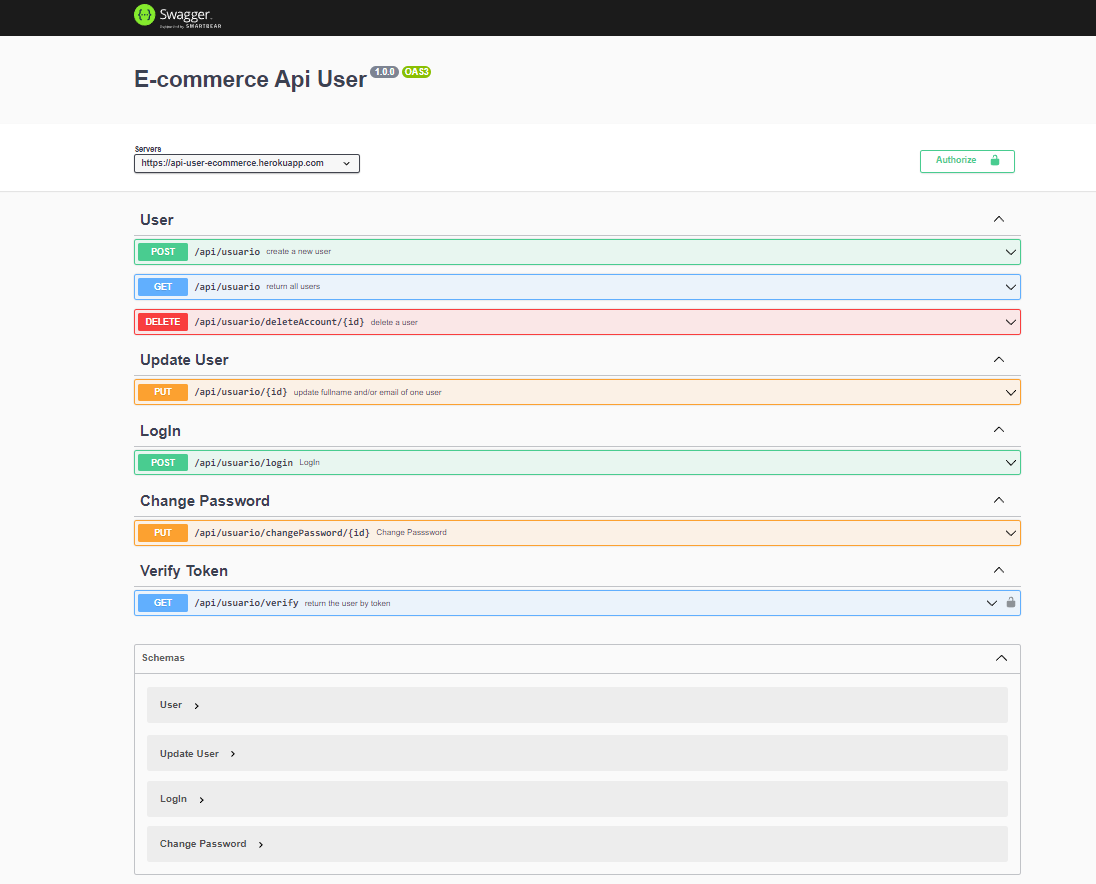 Swagger.
Supported by SMARTBEAR
E-commerce Api User 1.0.0 OAS3
Servers
https://api-user-ecommerce.herokuapp.com
Authorize
User
POST /api/usuario create a new user
GET /api/usuario return all users
DELETE /api/usuario/deleteAccount/{id} delete a user
Update User
PUT /api/usuario/{id} update fullname and/or email of one user
LogIn
POST /api/usuario/login LogIn
Change Password
PUT /api/usuario/changePassword/{id} Change Passsword
Verify Token
GET /api/usuario/verify return the user by token
Schemas
User
Update User
LogIn
Change Password